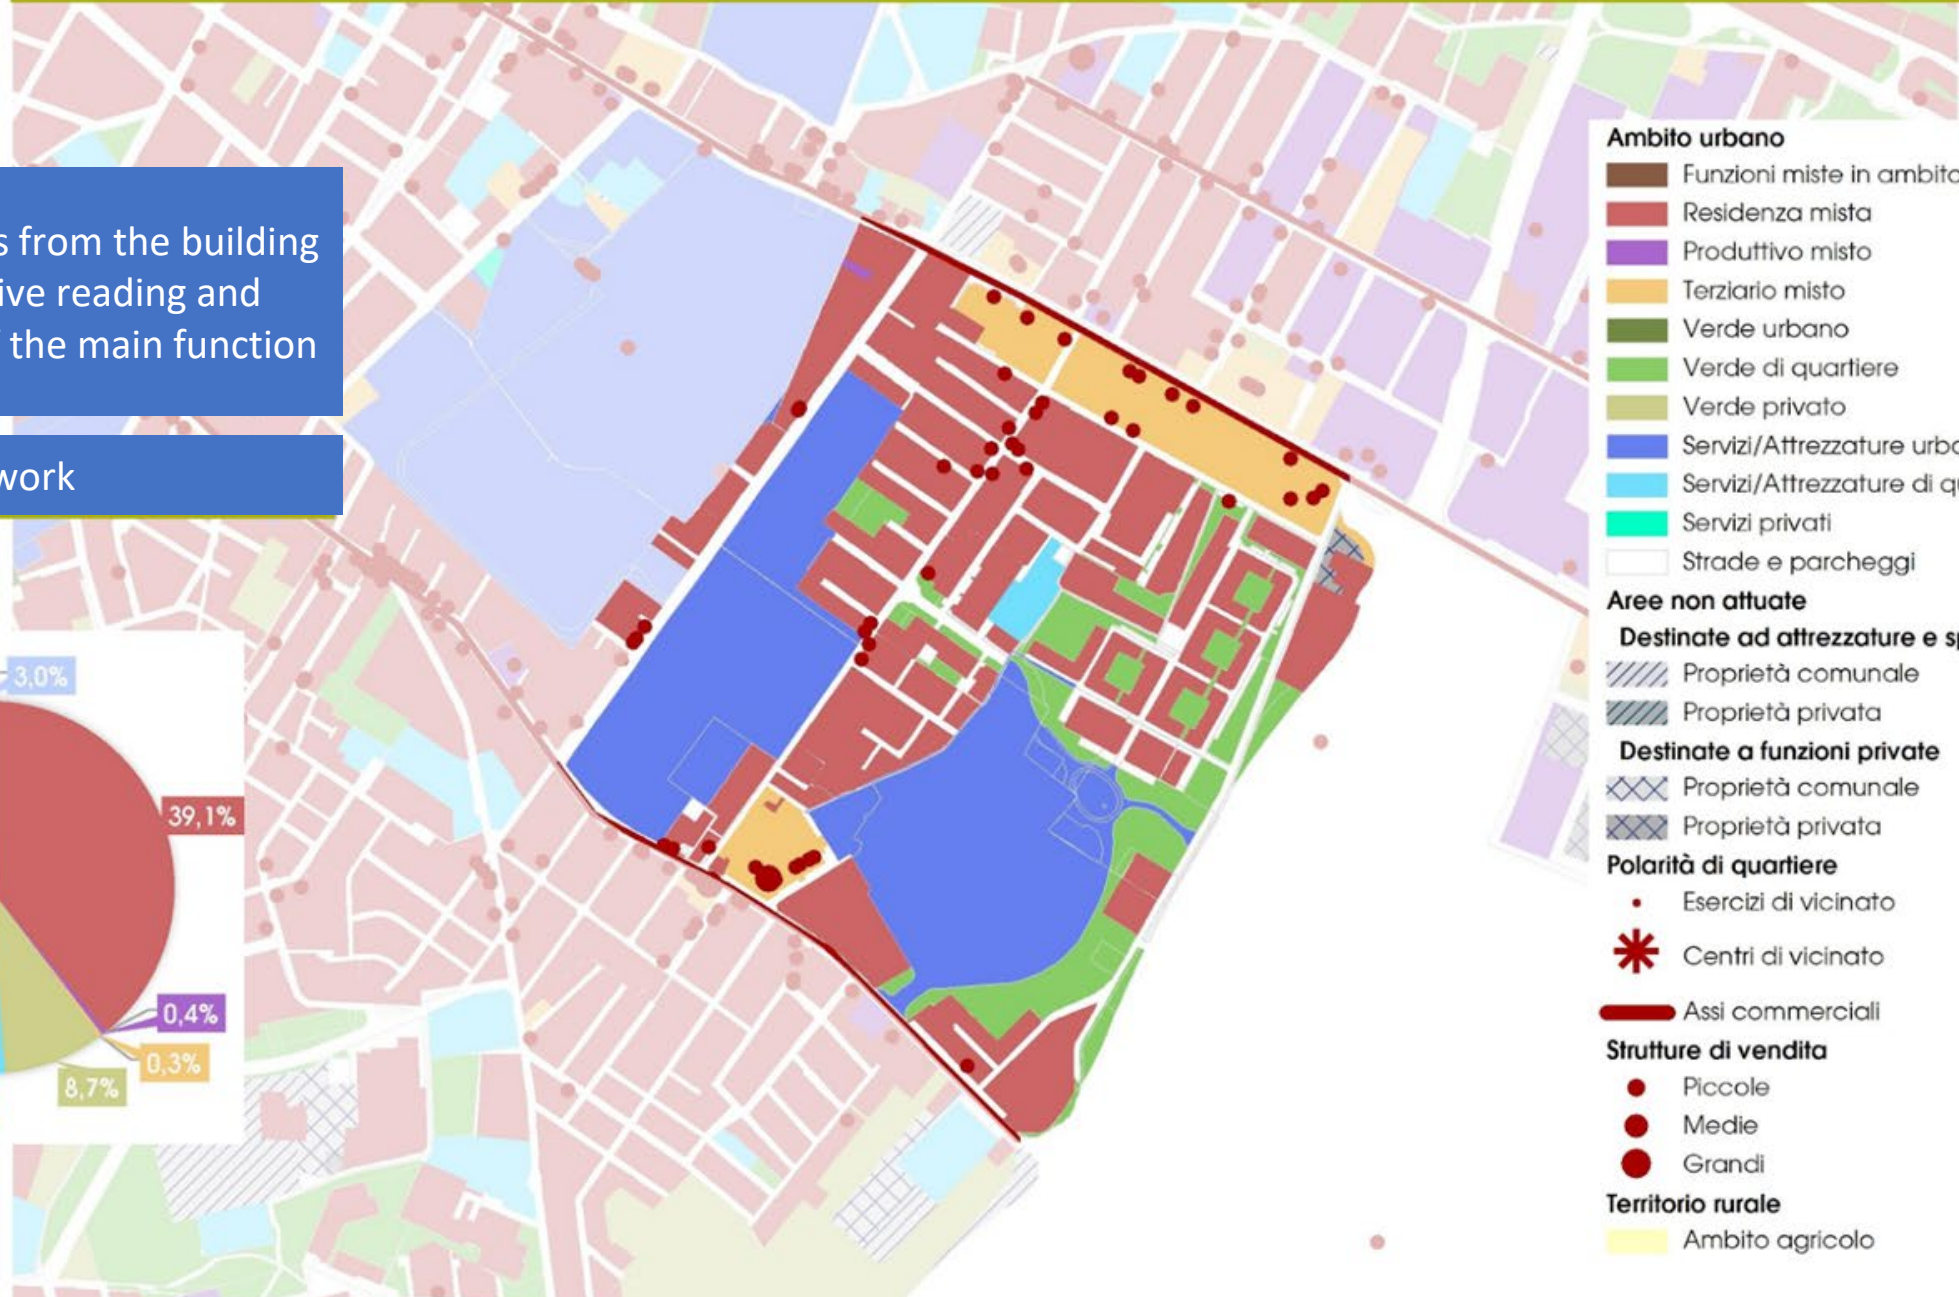 s from the building
ive reading and
the main function
work
3,0%
39,1%
0,4%
0,3%
8,7%
Ambito urbano
Funzioni miste in ambito
Residenza mista
Produttivo misto
Terziario misto
Verde urbano
Verde di quartiere
Verde privato
Servizi/Attrezzature urba
Servizi/Attrezzature di qu
Servizi privati
Strade e parcheggi
Aree non attuate
Destinate ad attrezzature e sp
Proprietà comunale
Proprietà privata
Destinate a funzioni private
Proprietà comunale
Proprietà privata
Polarità di quartiere
Esercizi di vicinato
Centri di vicinato
Assi commerciali
Strutture di vendita
Piccole
Medie
Grandi
Territorio rurale
Ambito agricolo